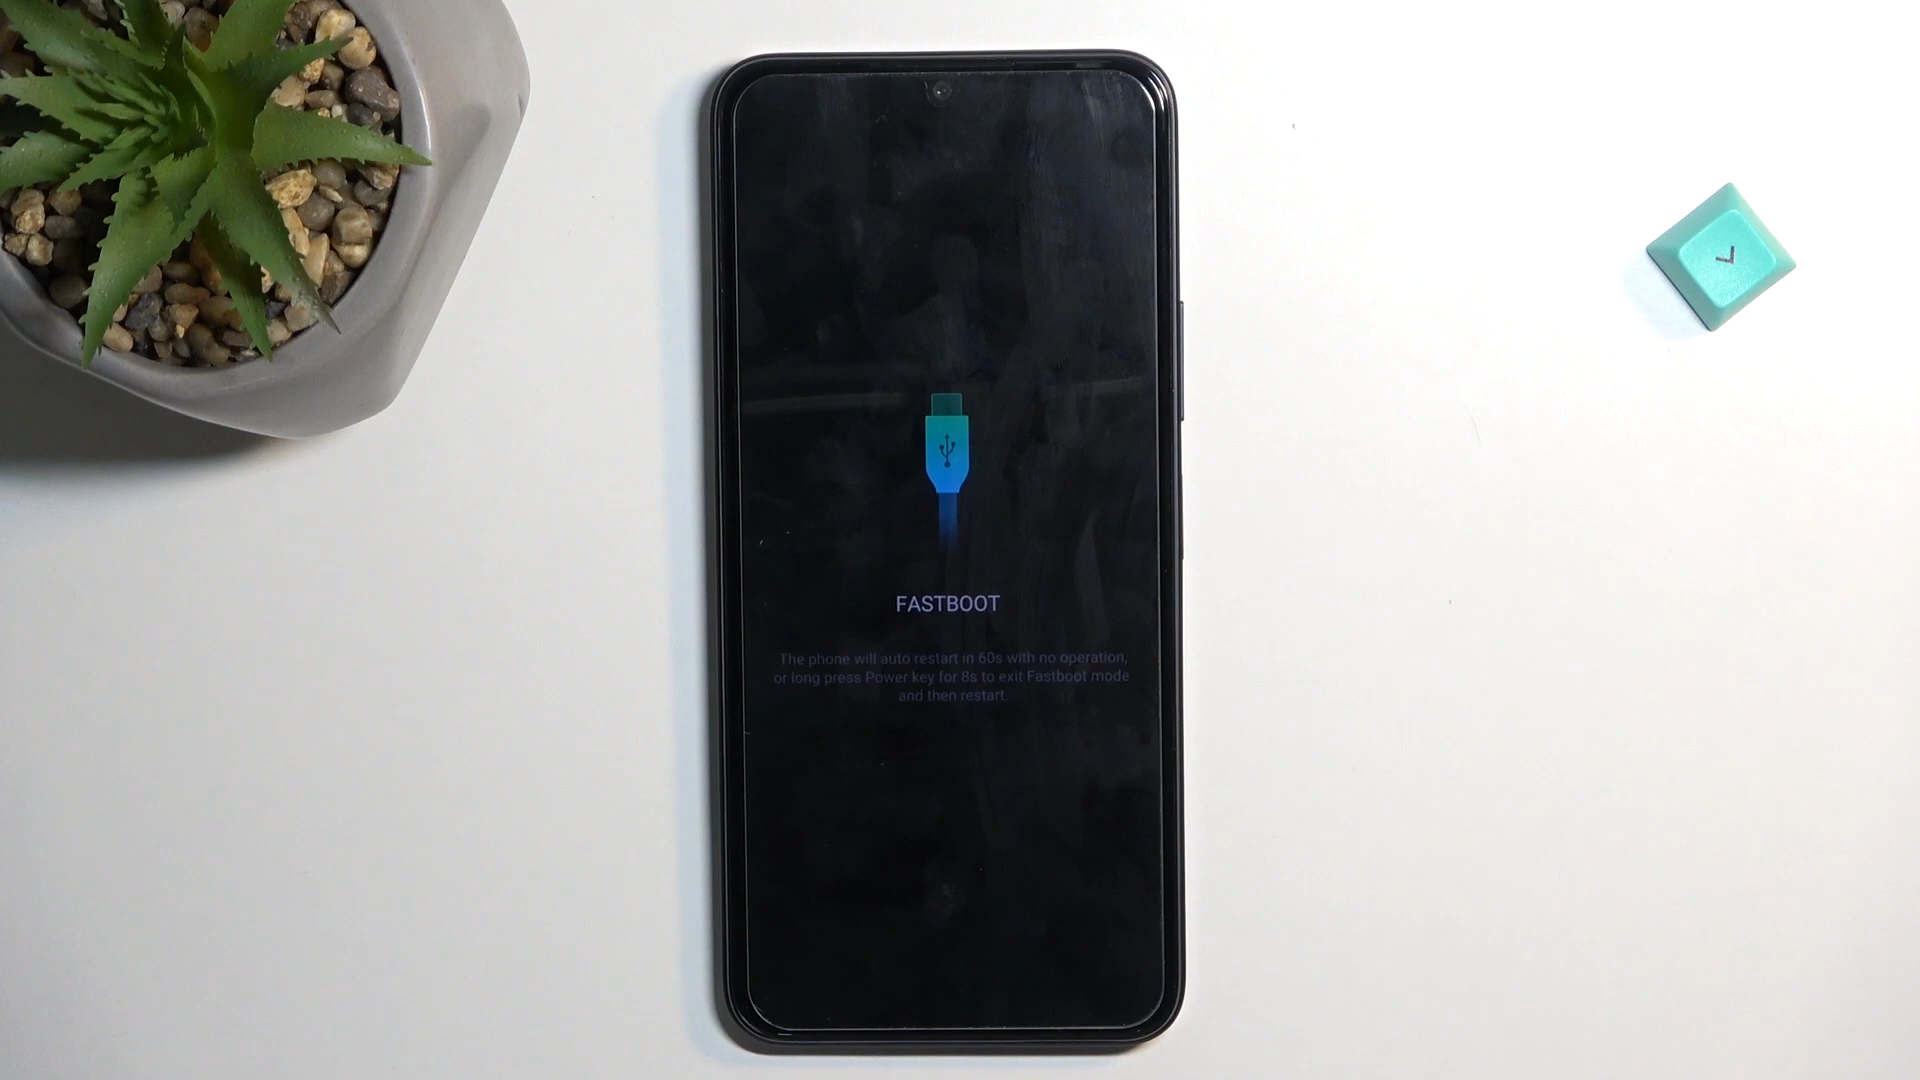 FASTBOOT
The phone will auto restart in 60s with no operation,
or long press Power key for 8s to exit Fastboot mode
and then restart.